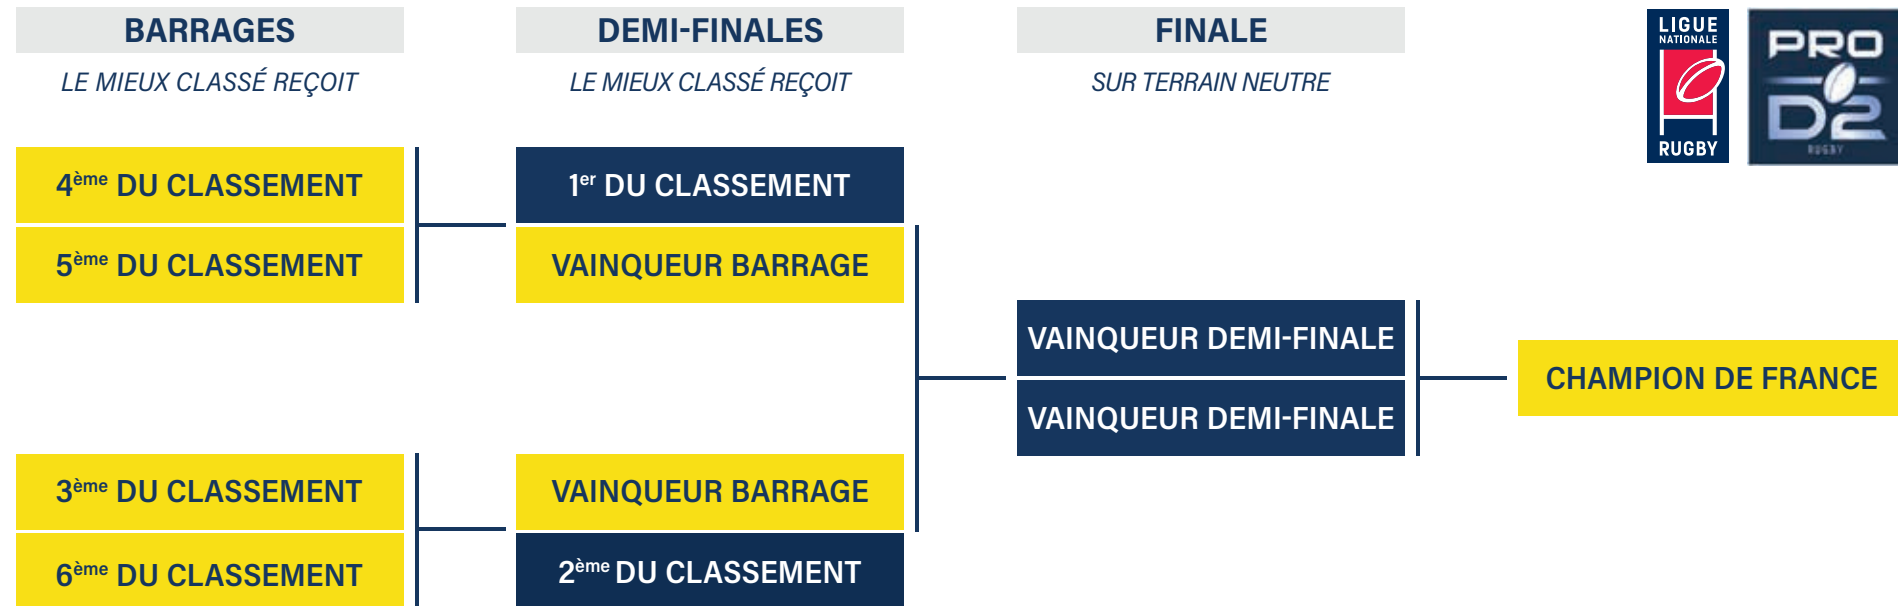 BARRAGES
LE MIEUX CLASSÉ REÇOIT
4ème DU CLASSEMENT
5ème DU CLASSEMENT
3ème DU CLASSEMENT
6ème DU CLASSEMENT
DEMI-FINALES
LE MIEUX CLASSÉ REÇOIT
1er DU CLASSEMENT
VAINQUEUR BARRAGE
VAINQUEUR BARRAGE
2ème DU CLASSEMENT
FINALE
SUR TERRAIN NEUTRE
VAINQUEUR DEMI-FINALE
VAINQUEUR DEMI-FINALE
CHAMPION DE FRANCE
LIGUE
NATIONALE
RUGBY
PRO
D2
RUGBY